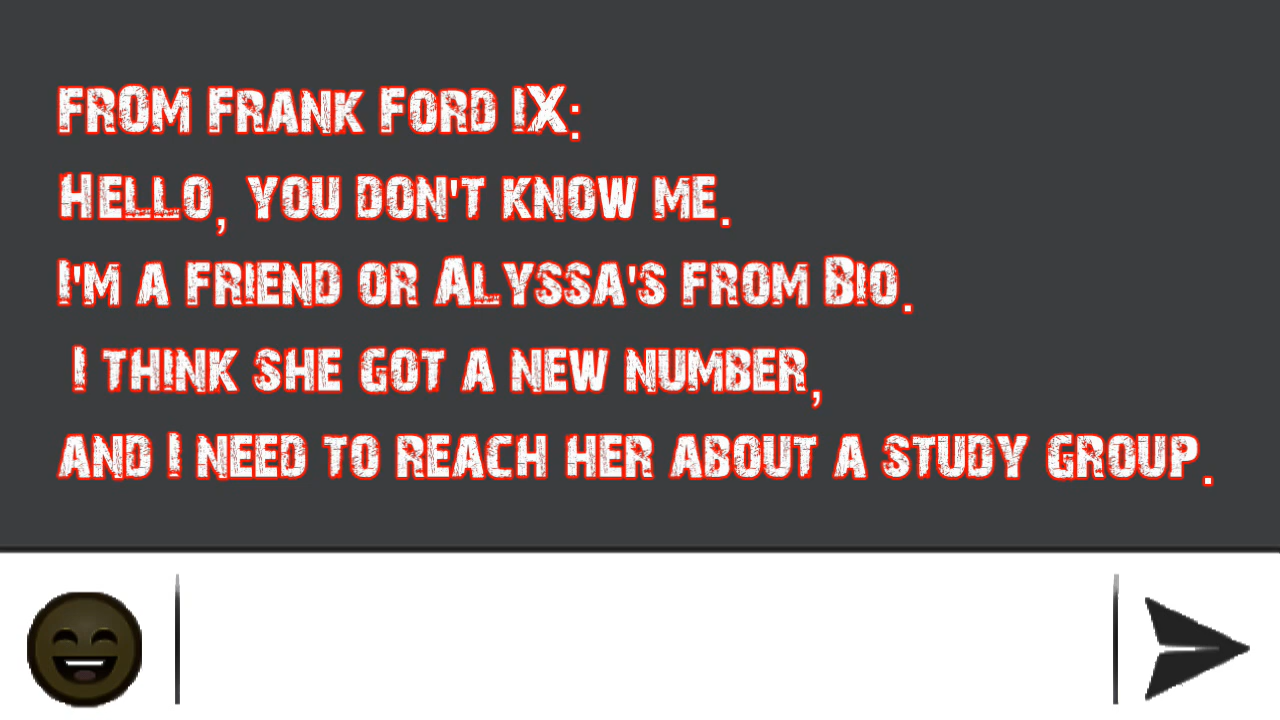 FROM FRANK FORD IX:
HELLO, YOU DON'T KNOW ME.
I'M A FRIEND OR ALYSSA'S FROM BIO.
I THINK SHE GOT A NEW NUMBER,
AND I NEED TO REACH HER ABOUT A STUDY GROUP.